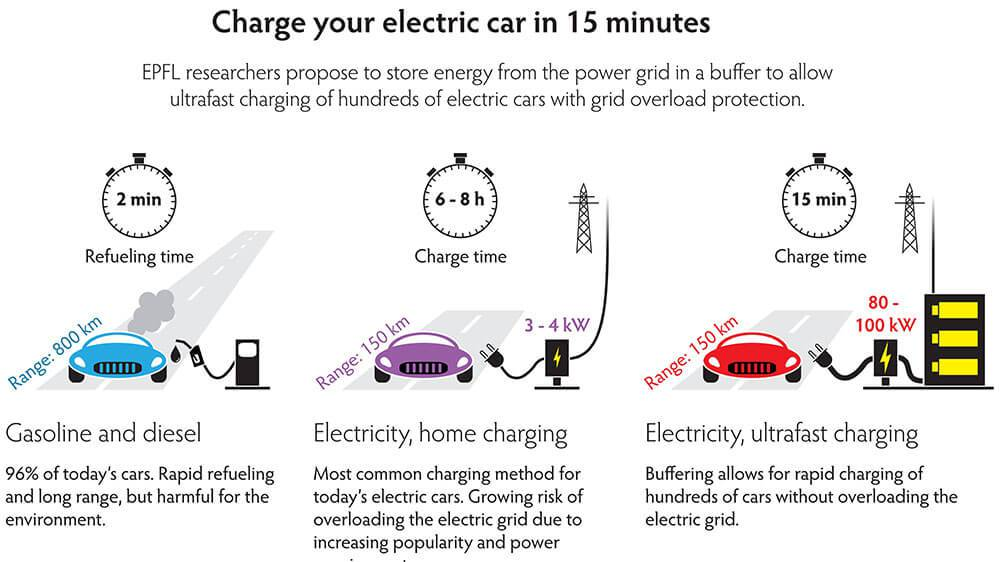 Charge your electric car in 15 minutes
EPFL researchers propose to store energy from the power grid in a buffer to allow
ultrafast charging of hundreds of electric cars with grid overload protection.
2 min
Refueling time
Range: 800 km
Gasoline and diesel
96% of today's cars. Rapid refueling
and long range, but harmful for the
environment.
6 - 8 h
Charge time
Range: 150 km
3 - 4 kW
Electricity, home charging
Most common charging method for
today's electric cars. Growing risk of
overloading the electric grid due to
increasing popularity and power
15 min
Charge time
Range: 150 km
80 -
100 kW
Electricity, ultrafast charging
Buffering allows for rapid charging of
hundreds of cars without overloading the
electric grid.